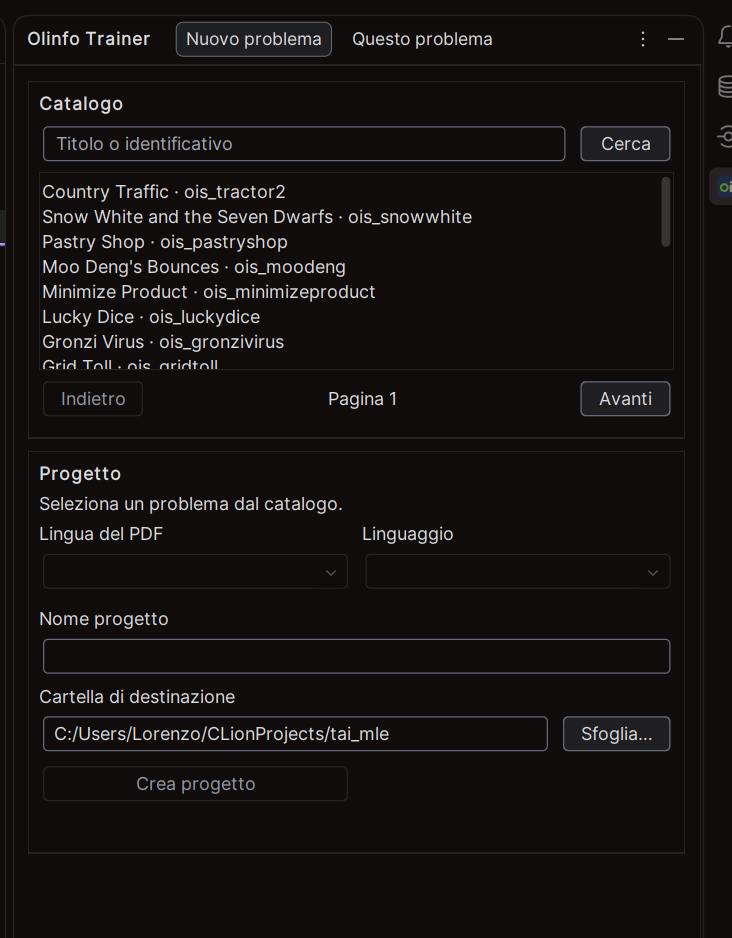 Olinfo Trainer Nuovo problema Questo problema
Catalogo
Titolo o identificativo Cerca
Country Traffic · ois_tractor2
Snow White and the Seven Dwarfs · ois_snowwhite
Pastry Shop · ois_pastryshop
Moo Deng's Bounces · ois_moodeng
Minimize Product · ois_minimizeproduct
Lucky Dice · ois_luckydice
Gronzi Virus · ois_gronzivirus
Grid Toll · ois_gridtoll
Indietro Pagina 1 Avanti
Progetto
Seleziona un problema dal catalogo.
Lingua del PDF Linguaggio
Nome progetto
Cartella di destinazione
C:/Users/Lorenzo/CLionProjects/tai_mle Sfoglia...
Crea progetto